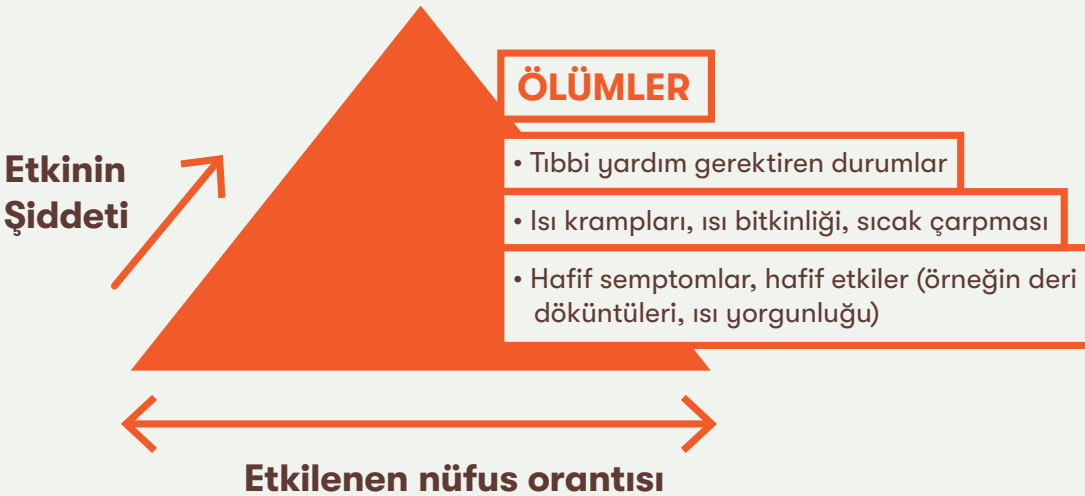 ÖLÜMLER
Etkinin
Şiddeti
• Tıbbi yardım gerektiren durumlar
• Isı krampları, ısı bitkinliği, sıcak çarpması
• Hafif semptomlar, hafif etkiler (örneğin deri
döküntüleri, ısı yorgunluğu)
Etkilenen nüfus orantısı